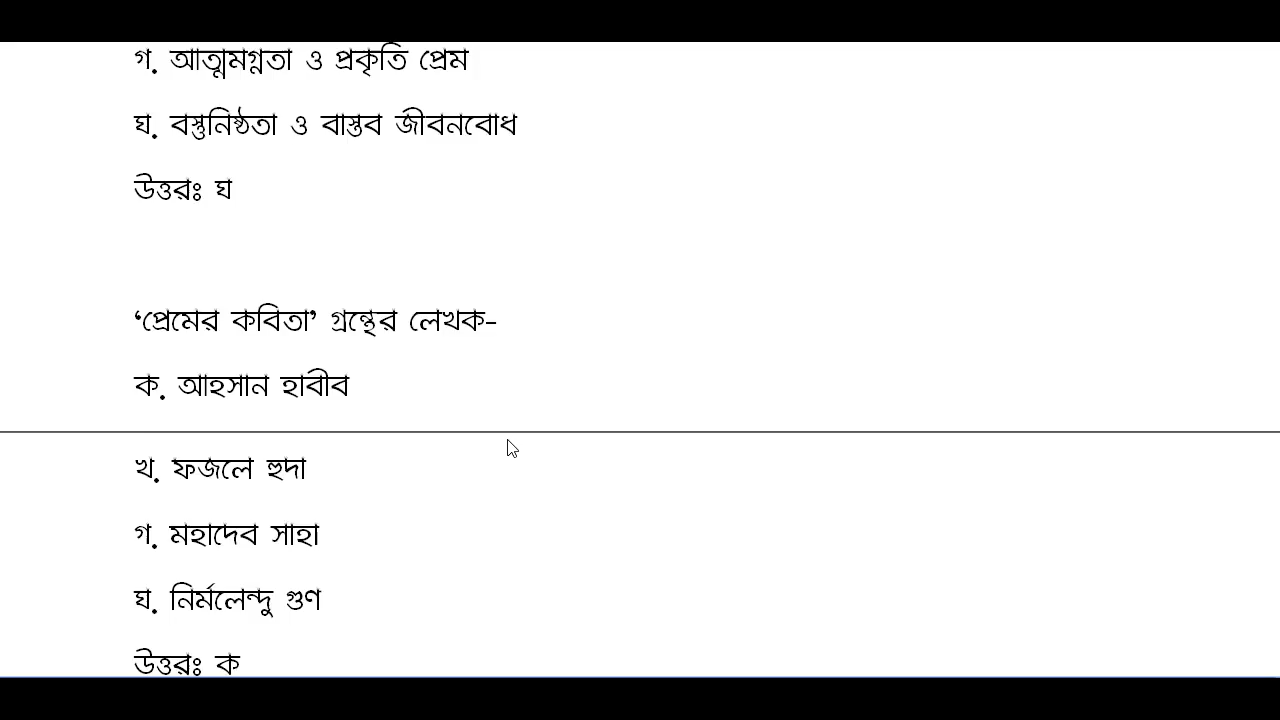 গ. আত্মমগ্নতা ও প্রকৃতি প্রেম
ঘ. বস্তুনিষ্ঠতা ও বাস্তব জীবনবোধ
উত্তরঃ ঘ
‘প্রেমের কবিতা’ গ্রন্থের লেখক-
ক. আহসান হাবীব
খ. ফজলে হুদা
গ. মহাদেব সাহা
ঘ. নির্মলেন্দু গুণ
উত্তরঃ ক